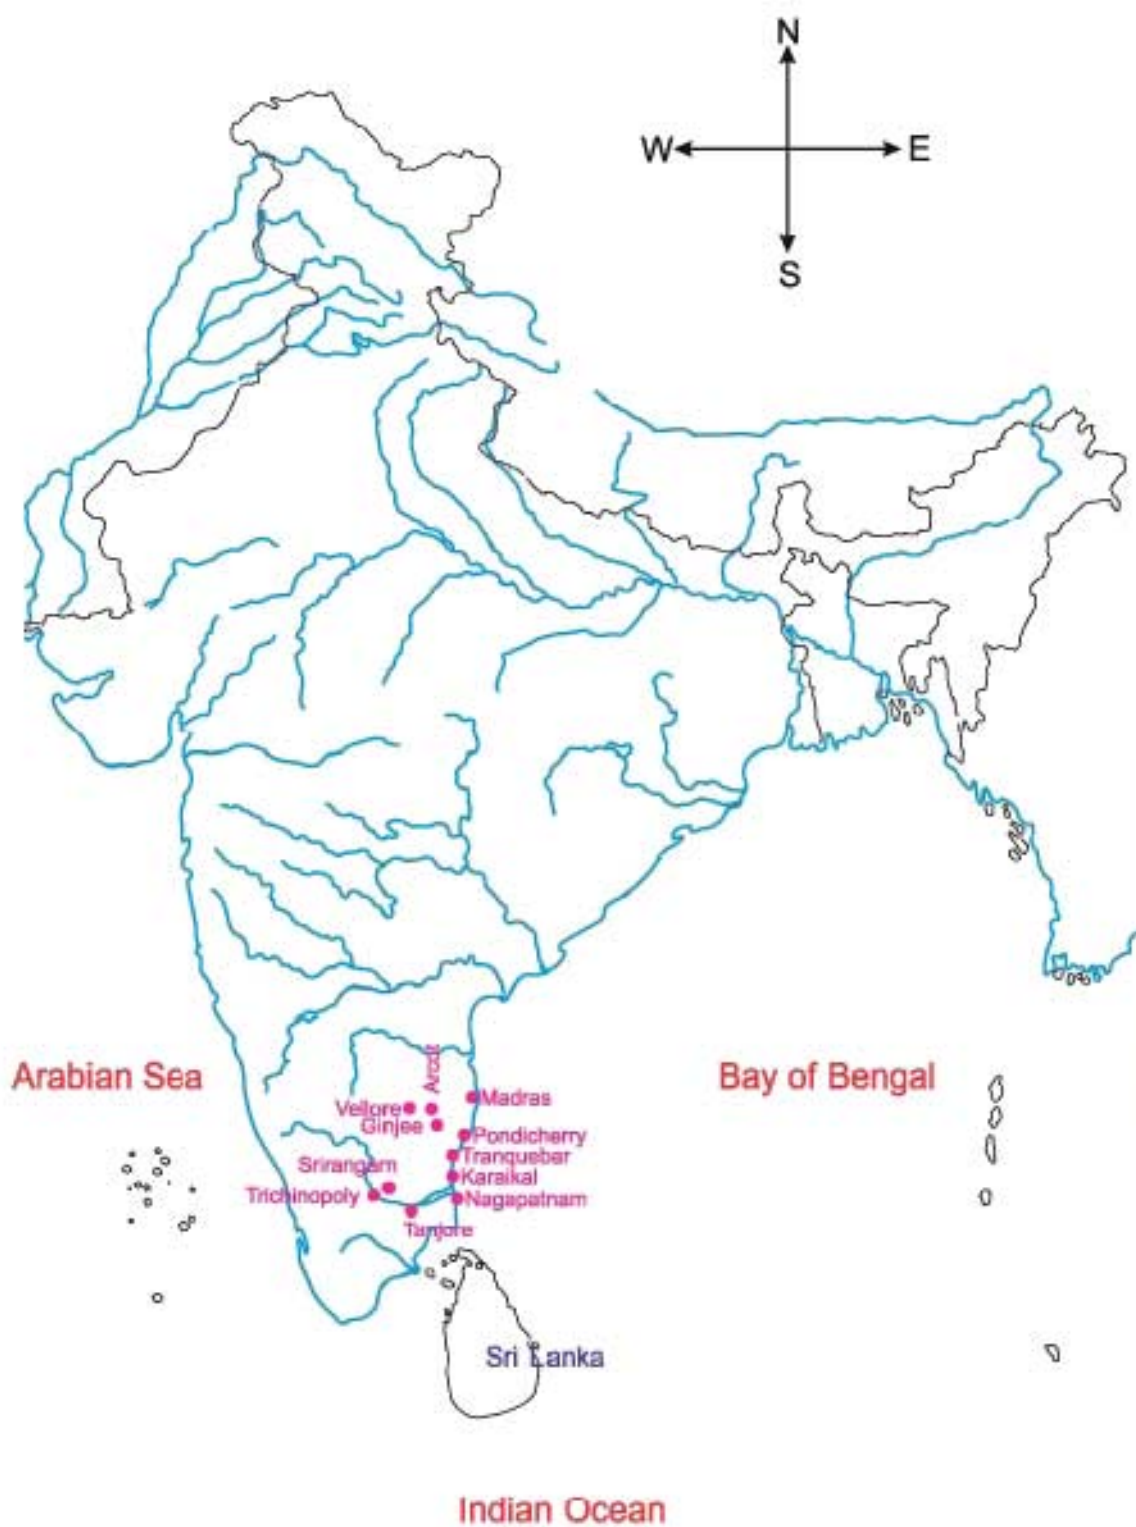 N
W
E
S
Arabian Sea
Bay of Bengal
Arcot
Madras
Vellore
Ginjee
Pondicherry
Tranquebar
Srirangam
Karaikal
Trichinopoly
Nagapatnam
Tanjore
Sri Lanka
Indian Ocean